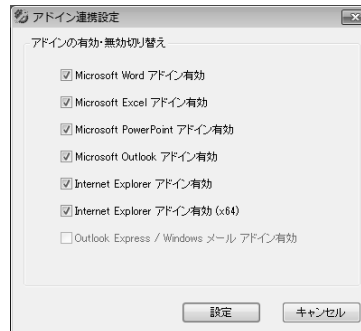 アドイン連携設定
アドインの有効・無効切り替え
Microsoft Word アドイン有効
Microsoft Excel アドイン有効
Microsoft PowerPoint アドイン有効
Microsoft Outlook アドイン有効
Internet Explorer アドイン有効
Internet Explorer アドイン有効 (x64)
Outlook Express / Windows メール アドイン有効
設定 キャンセル